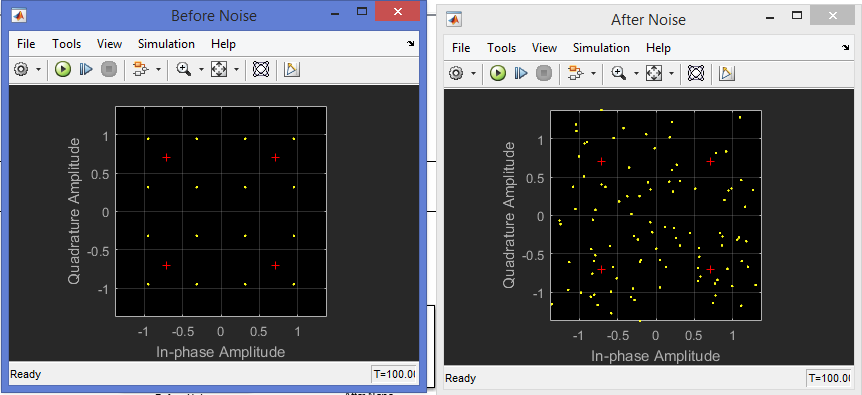 Before Noise
File Tools View Simulation Help
1
0.5
0
-0.5
-1
Quadrature Amplitude
-1 -0.5 0 0.5 1
In-phase Amplitude
Ready T=100.00
After Noise
File Tools View Simulation Help
1
0.5
0
-0.5
-1
Quadrature Amplitude
-1 -0.5 0 0.5 1
In-phase Amplitude
Ready T=100.00